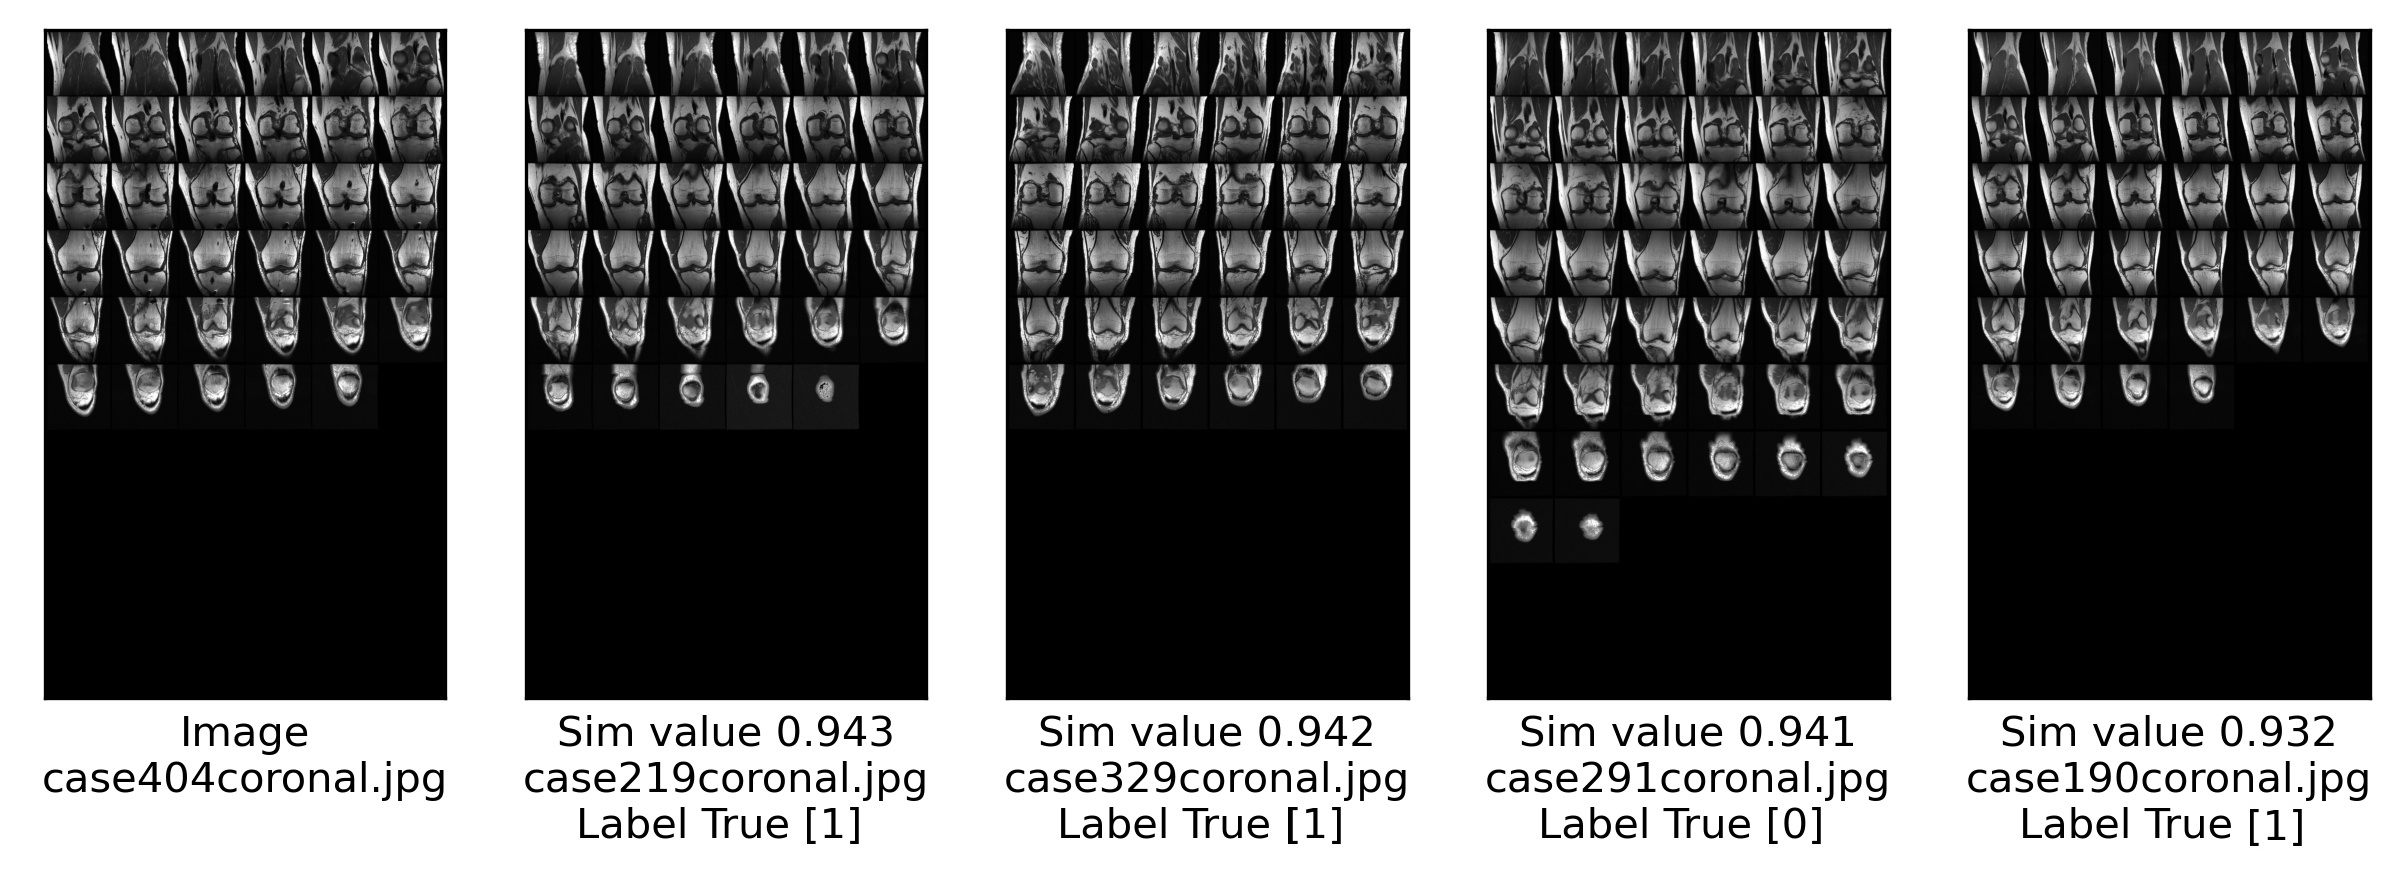 Image
case404coronal.jpg
Sim value 0.943
case219coronal.jpg
Label True [1]
Sim value 0.942
case329coronal.jpg
Label True [1]
Sim value 0.941
case291coronal.jpg
Label True [0]
Sim value 0.932
case190coronal.jpg
Label True [1]